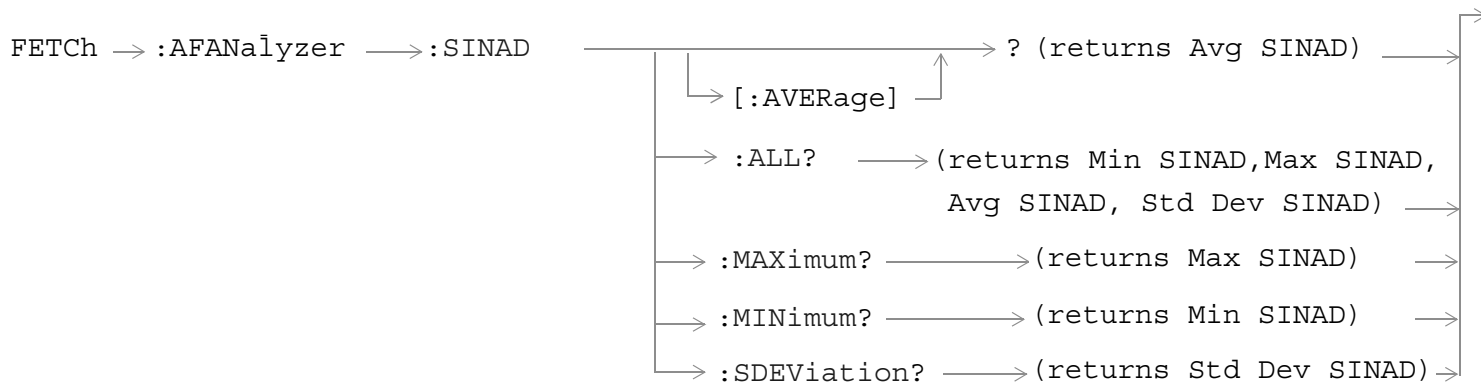 FETCh :AFANalyzer :SINAD ? (returns Avg SINAD)
[:AVERage]
:ALL? (returns Min SINAD,Max SINAD,
Avg SINAD, Std Dev SINAD)
:MAXimum? (returns Max SINAD)
:MINimum? (returns Min SINAD)
:SDEViation? (returns Std Dev SINAD)